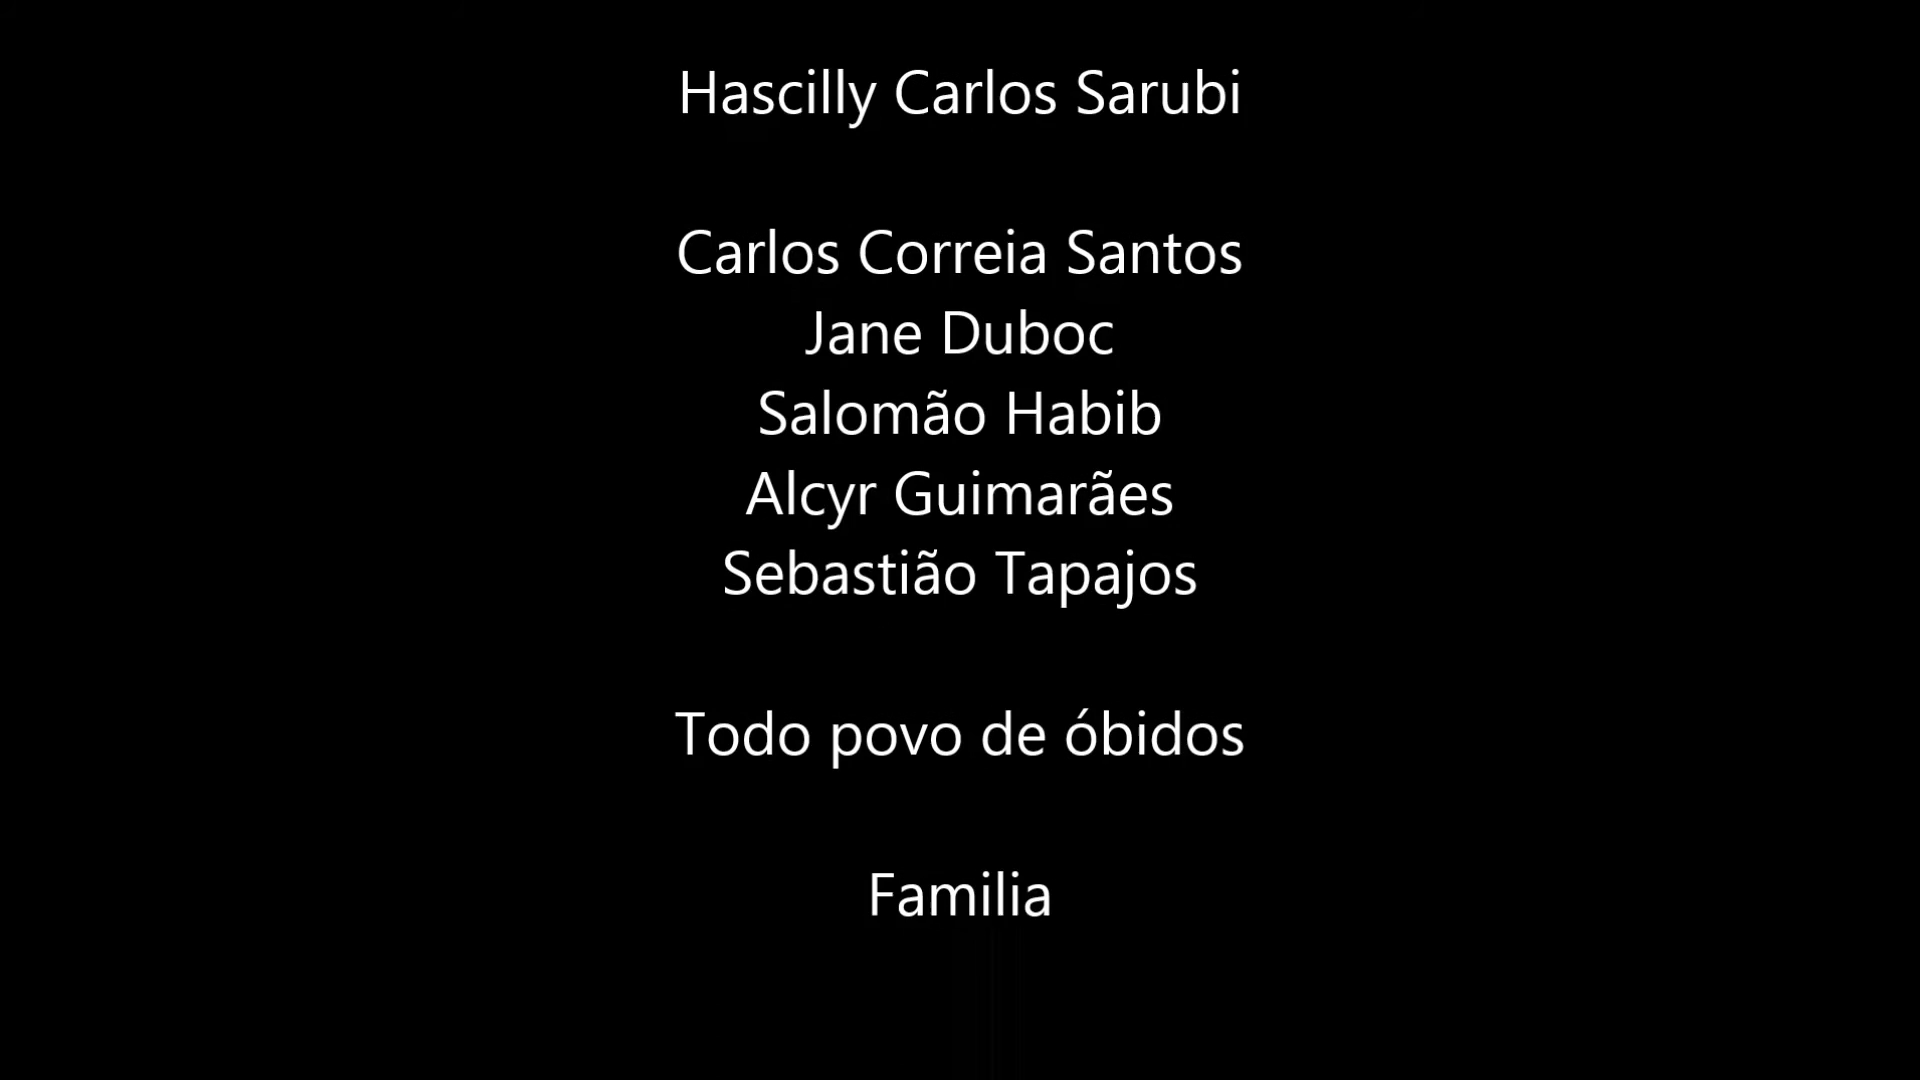 Hascilly Carlos Sarubi
Carlos Correia Santos
Jane Duboc
Salomão Habib
Alcyr Guimarães
Sebastião Tapajos
Todo povo de óbidos
Familia